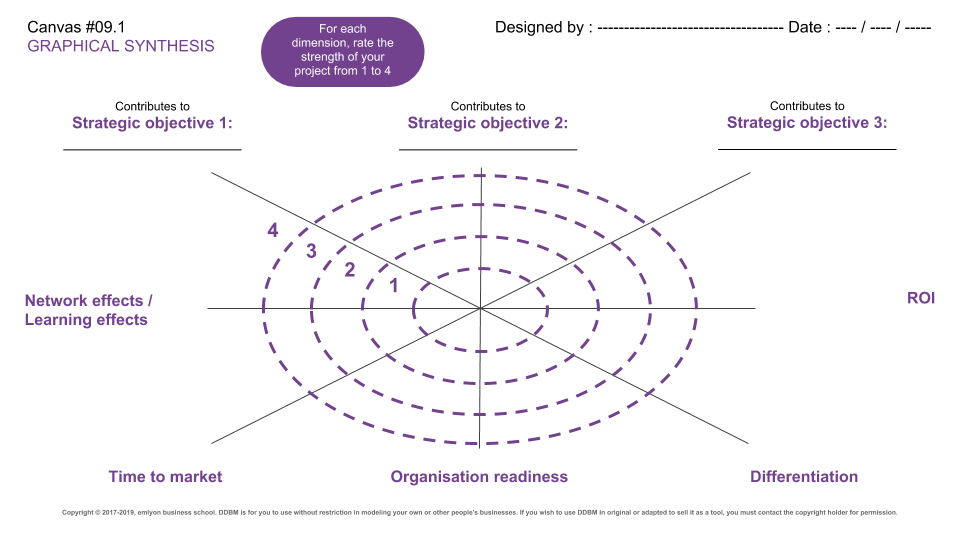 Canvas #09.1
GRAPHICAL SYNTHESIS
For each
dimension, rate the
strength of your
project from 1 to 4
Designed by : ----------------------------------- Date : ---- / ---- / -----
Contributes to
Strategic objective 1:
Contributes to
Strategic objective 2:
Contributes to
Strategic objective 3:
4
3
2
1
Network effects /
Learning effects
ROI
Time to market
Organisation readiness
Differentiation
Copyright © 2017-2019, emlyon business school. DDBM is for you to use without restriction in modeling your own or other people's businesses. If you wish to use DDBM in original or adapted to sell it as a tool, you must contact the copyright holder for permission.